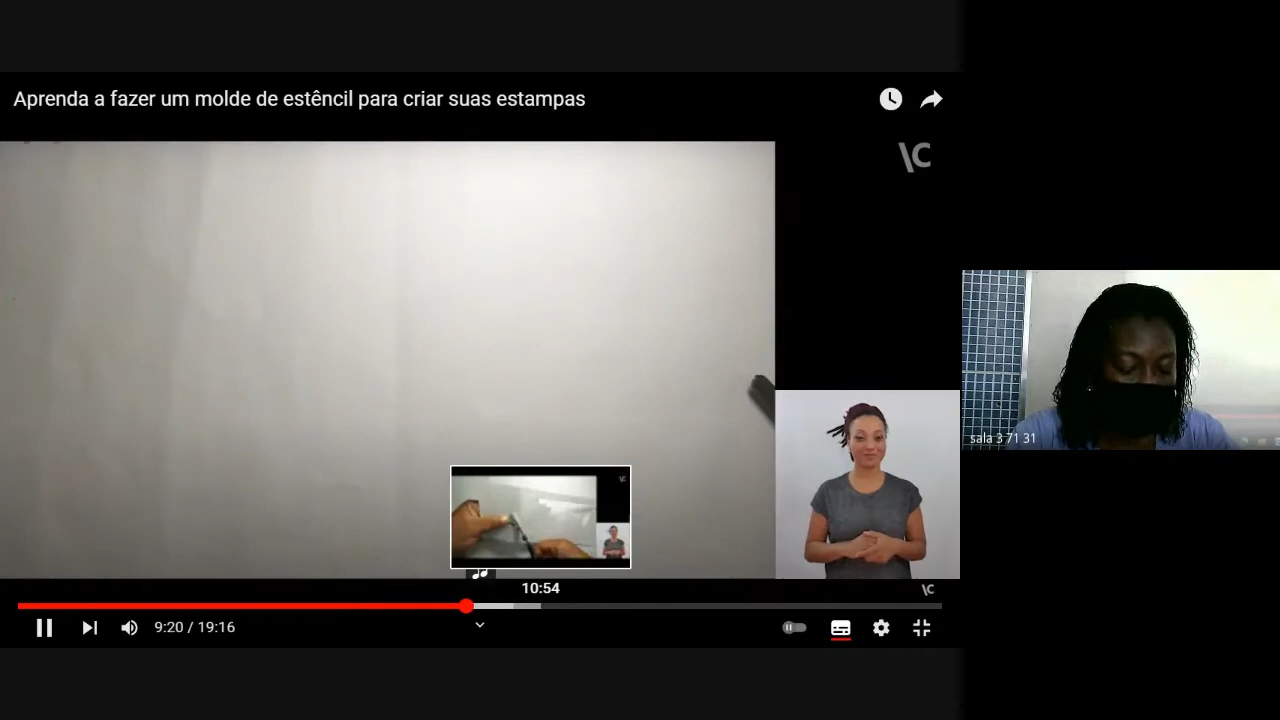 Aprenda a fazer um molde de estêncil para criar suas estampas
\C
sala 3 71 31
10:54
\C
9:20 / 19:16